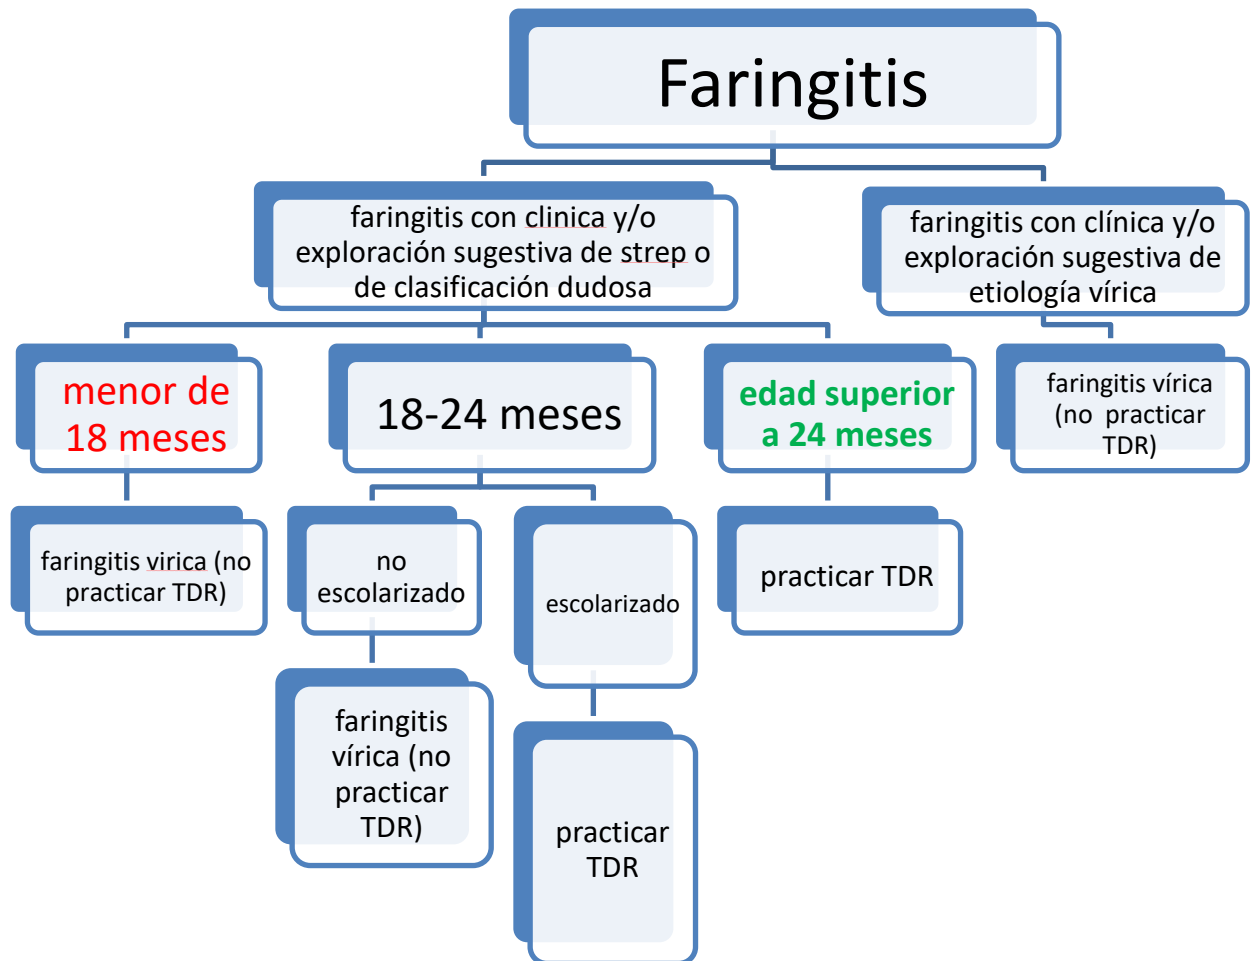 Faringitis
faringitis con clinica y/o
exploración sugestiva de strep o
de clasificación dudosa
faringitis con clínica y/o
exploración sugestiva de
etiología vírica
menor de
18 meses
18-24 meses
edad superior
a 24 meses
faringitis vírica
(no practicar
TDR)
faringitis virica (no
practicar TDR)
no
escolarizado
escolarizado
practicar TDR
faringitis
vírica (no
practicar
TDR)
practicar
TDR